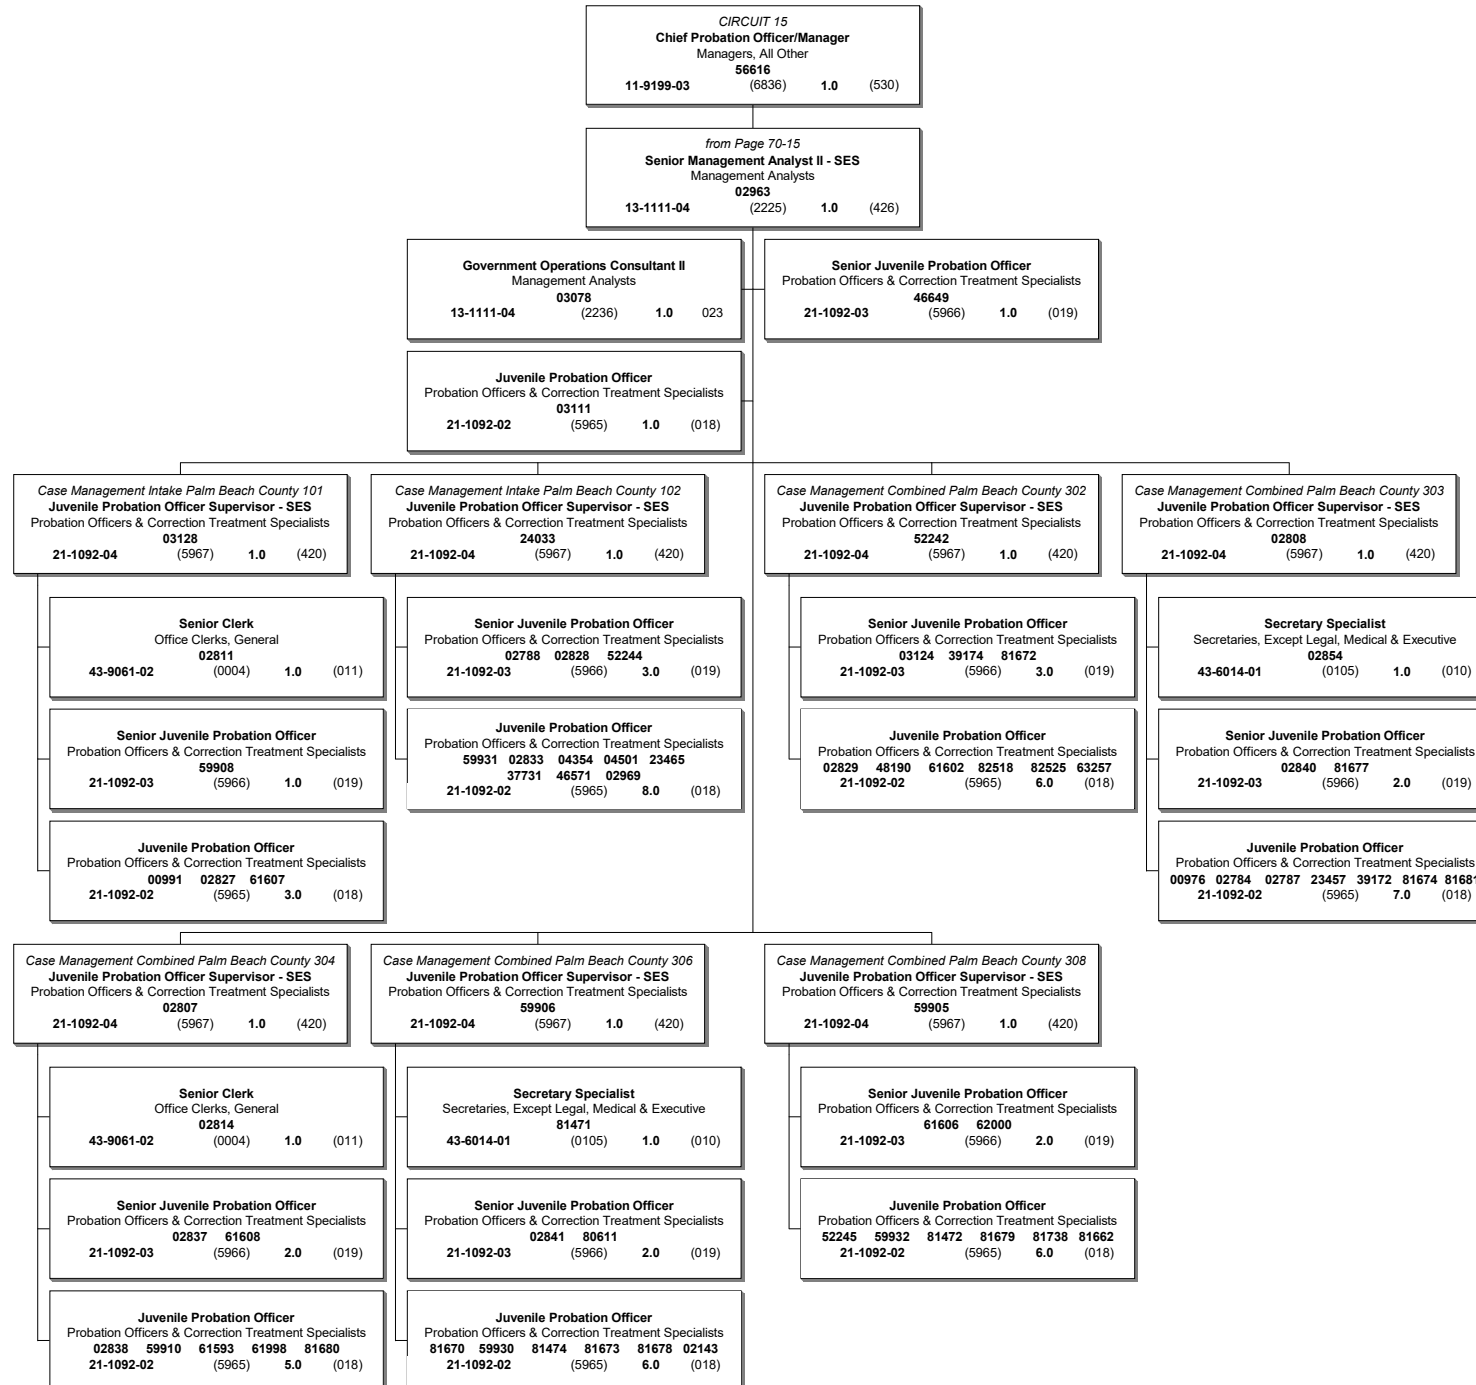 CIRCUIT 15
Chief Probation Officer/Manager
Managers, All Other
56616
11-9199-03 (6836) 1.0 (530)
from Page 70-15
Senior Management Analyst II - SES
Management Analysts
02963
13-1111-04 (2225) 1.0 (426)
Government Operations Consultant II
Management Analysts
03078
13-1111-04 (2236) 1.0 023
Senior Juvenile Probation Officer
Probation Officers & Correction Treatment Specialists
46649
21-1092-03 (5966) 1.0 (019)
Juvenile Probation Officer
Probation Officers & Correction Treatment Specialists
03111
21-1092-02 (5965) 1.0 (018)
Case Management Intake Palm Beach County 101
Juvenile Probation Officer Supervisor - SES
Probation Officers & Correction Treatment Specialists
03128
21-1092-04 (5967) 1.0 (420)
Senior Clerk
Office Clerks, General
02811
43-9061-02 (0004) 1.0 (011)
Senior Juvenile Probation Officer
Probation Officers & Correction Treatment Specialists
59908
21-1092-03 (5966) 1.0 (019)
Juvenile Probation Officer
Probation Officers & Correction Treatment Specialists
00991 02827 61607
21-1092-02 (5965) 3.0 (018)
Case Management Intake Palm Beach County 102
Juvenile Probation Officer Supervisor - SES
Probation Officers & Correction Treatment Specialists
24033
21-1092-04 (5967) 1.0 (420)
Senior Juvenile Probation Officer
Probation Officers & Correction Treatment Specialists
02788 02828 52244
21-1092-03 (5966) 3.0 (019)
Juvenile Probation Officer
Probation Officers & Correction Treatment Specialists
59931 02833 04354 04501 23465
37731 46571 02969
21-1092-02 (5965) 8.0 (018)
Case Management Combined Palm Beach County 302
Juvenile Probation Officer Supervisor - SES
Probation Officers & Correction Treatment Specialists
52242
21-1092-04 (5967) 1.0 (420)
Senior Juvenile Probation Officer
Probation Officers & Correction Treatment Specialists
03124 39174 81672
21-1092-03 (5966) 3.0 (019)
Juvenile Probation Officer
Probation Officers & Correction Treatment Specialists
02829 48190 61602 82518 82525 63257
21-1092-02 (5965) 6.0 (018)
Case Management Combined Palm Beach County 303
Juvenile Probation Officer Supervisor - SES
Probation Officers & Correction Treatment Specialists
02808
21-1092-04 (5967) 1.0 (420)
Secretary Specialist
Secretaries, Except Legal, Medical & Executive
02854
43-6014-01 (0105) 1.0 (010)
Senior Juvenile Probation Officer
Probation Officers & Correction Treatment Specialists
02840 81677
21-1092-03 (5966) 2.0 (019)
Juvenile Probation Officer
Probation Officers & Correction Treatment Specialists
00976 02784 02787 23457 39172 81674 81681
21-1092-02 (5965) 7.0 (018)
Case Management Combined Palm Beach County 304
Juvenile Probation Officer Supervisor - SES
Probation Officers & Correction Treatment Specialists
02807
21-1092-04 (5967) 1.0 (420)
Senior Clerk
Office Clerks, General
02814
43-9061-02 (0004) 1.0 (011)
Senior Juvenile Probation Officer
Probation Officers & Correction Treatment Specialists
02837 61608
21-1092-03 (5966) 2.0 (019)
Juvenile Probation Officer
Probation Officers & Correction Treatment Specialists
02838 59910 61593 61998 81680
21-1092-02 (5965) 5.0 (018)
Case Management Combined Palm Beach County 306
Juvenile Probation Officer Supervisor - SES
Probation Officers & Correction Treatment Specialists
59906
21-1092-04 (5967) 1.0 (420)
Secretary Specialist
Secretaries, Except Legal, Medical & Executive
81471
43-6014-01 (0105) 1.0 (010)
Senior Juvenile Probation Officer
Probation Officers & Correction Treatment Specialists
02841 80611
21-1092-03 (5966) 2.0 (019)
Juvenile Probation Officer
Probation Officers & Correction Treatment Specialists
81670 59930 81474 81673 81678 02143
21-1092-02 (5965) 6.0 (018)
Case Management Combined Palm Beach County 308
Juvenile Probation Officer Supervisor - SES
Probation Officers & Correction Treatment Specialists
59905
21-1092-04 (5967) 1.0 (420)
Senior Juvenile Probation Officer
Probation Officers & Correction Treatment Specialists
61606 62000
21-1092-03 (5966) 2.0 (019)
Juvenile Probation Officer
Probation Officers & Correction Treatment Specialists
52245 59932 81472 81679 81738 81662
21-1092-02 (5965) 6.0 (018)